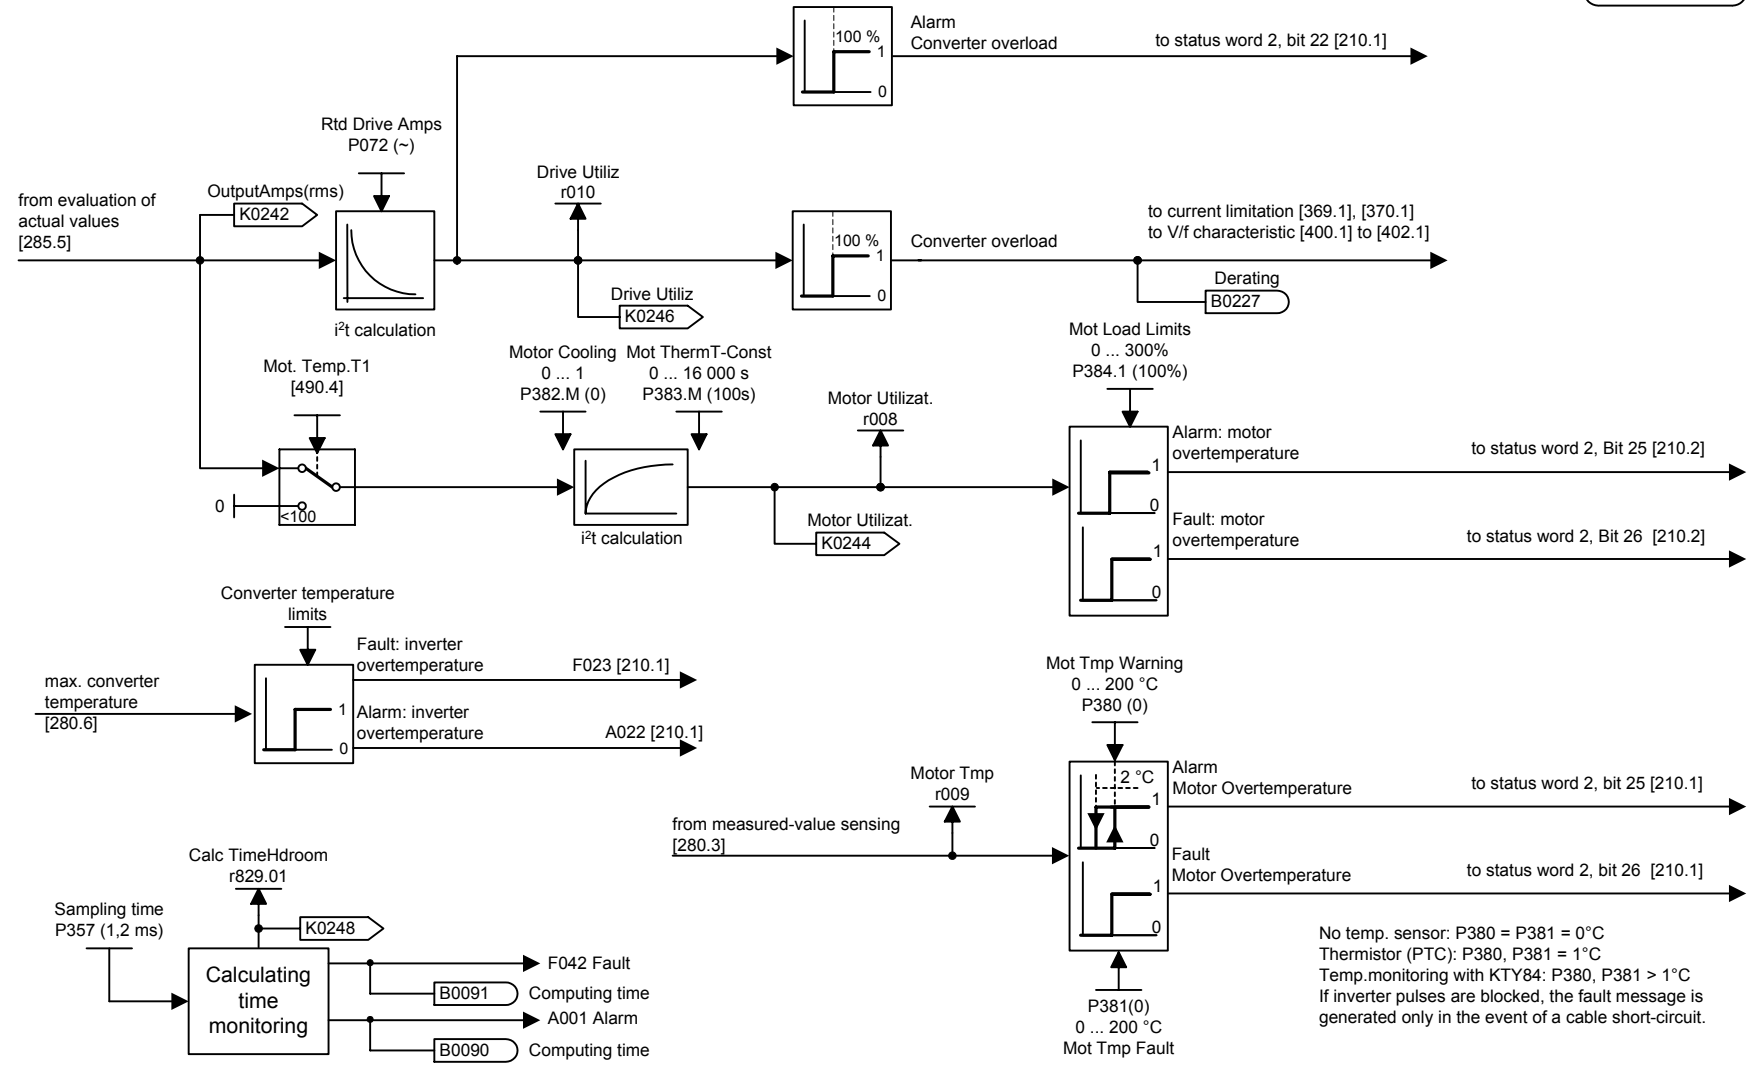 Alarm
Converter overload
to status word 2, bit 22 [210.1]
100 %
1
0
Rtd Drive Amps
P072 (~)
from evaluation of
actual values
[285.5]
OutputAmps(rms)
K0242
i²t calculation
Drive Utiliz
r010
Drive Utiliz
K0246
100 %
1
0
Converter overload
to current limitation [369.1], [370.1]
to V/f characteristic [400.1] to [402.1]
Derating
B0227
Mot. Temp.T1
[490.4]
0
<100
Motor Cooling
0 ... 1
P382.M (0)
Mot ThermT-Const
0 ... 16 000 s
P383.M (100s)
i²t calculation
Motor Utilizat.
r008
Motor Utilizat.
K0244
Mot Load Limits
0 ... 300%
P384.1 (100%)
1
0
Alarm: motor
overtemperature
to status word 2, Bit 25 [210.2]
1
0
Fault: motor
overtemperature
to status word 2, Bit 26 [210.2]
Converter temperature
limits
max. converter
temperature
[280.6]
1
0
Fault: inverter
overtemperature
F023 [210.1]
Alarm: inverter
overtemperature
A022 [210.1]
Mot Tmp Warning
0 ... 200 °C
P380 (0)
Motor Tmp
r009
from measured-value sensing
[280.3]
2 °C
1
0
Alarm
Motor Overtemperature
to status word 2, bit 25 [210.1]
1
0
Fault
Motor Overtemperature
to status word 2, bit 26 [210.1]
P381(0)
0 ... 200 °C
Mot Tmp Fault
Calc TimeHdroom
r829.01
K0248
Sampling time
P357 (1,2 ms)
Calculating
time
monitoring
F042 Fault
B0091 Computing time
A001 Alarm
B0090 Computing time
No temp. sensor: P380 = P381 = 0°C
Thermistor (PTC): P380, P381 = 1°C
Temp.monitoring with KTY84: P380, P381 > 1°C
If inverter pulses are blocked, the fault message is
generated only in the event of a cable short-circuit.